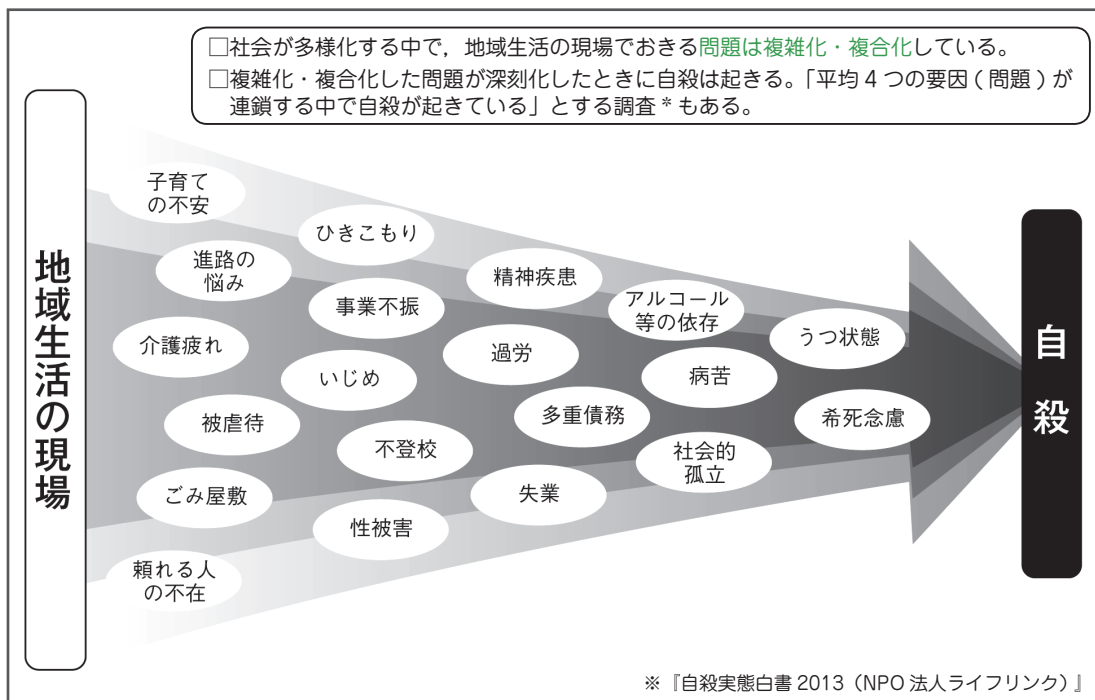 □社会が多様化する中で，地域生活の現場でおきる問題は複雑化・複合化している。
□複雑化・複合化した問題が深刻化したときに自殺は起きる。「平均４つの要因(問題)が
連鎖する中で自殺が起きている」とする調査*もある。
地域生活の現場
子育て
の不安
進路の
悩み
介護疲れ
被虐待
ごみ屋敷
頼れる人
の不在
ひきこもり
事業不振
いじめ
不登校
性被害
精神疾患
過労
多重債務
失業
アルコール
等の依存
病苦
社会的
孤立
うつ状態
希死念慮
自殺
※『自殺実態白書2013（NPO法人ライフリンク）』